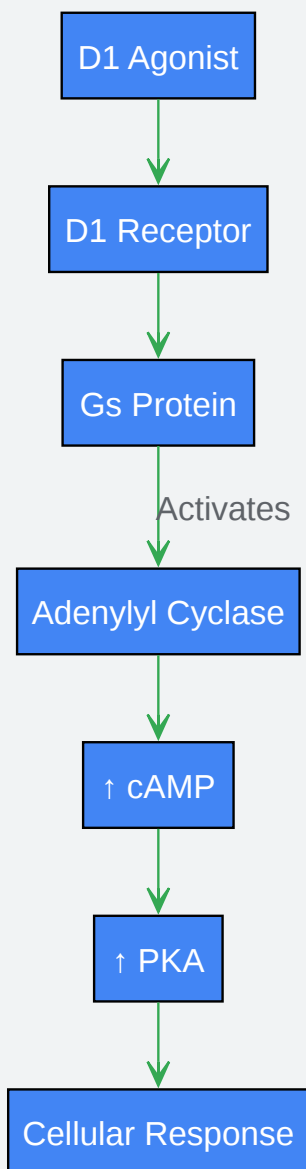 D1 Agonist
D1 Receptor
Gs Protein
Activates
Adenylyl Cyclase
↑ cAMP
↑ PKA
Cellular Response